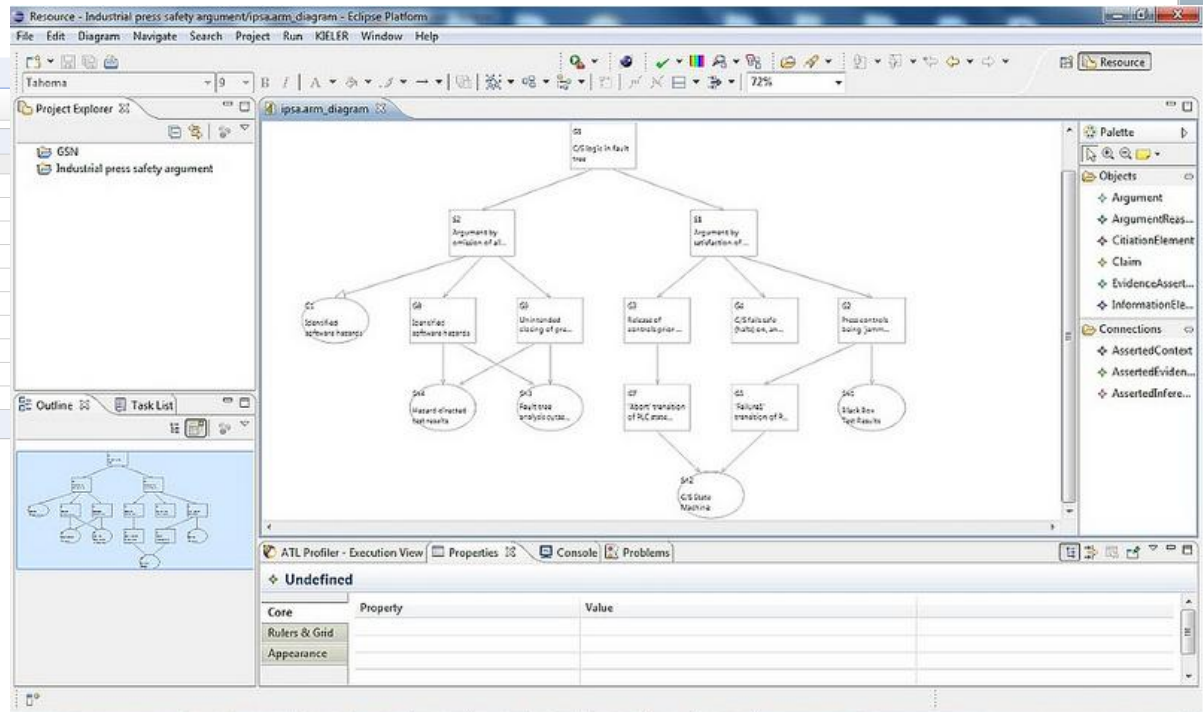 Resource - Industrial press safety argument/ipsa.arm_diagram - Eclipse Platform
File Edit Diagram Navigate Search Project Run KIELER Window Help
Resource
Tahoma 9 B I A 72%
Project Explorer
GSN
Industrial press safety argument
ipsa.arm_diagram
C/S logic in fault
tree
S2
Argument by
omission of all...
S1
Argument by
satisfaction of ...
C1
Identified
software hazards
G8
Identified
software hazards
G9
Unintended
closing of pre...
G3
Release of
controls prior ...
G4
C/S fails safe
(halts) on, an...
G2
Press controls
being 'jamm...
Sn4
Hazard directed
test results
Sn3
Fault tree
G7
'Abort' transition
of PLC state...
G5
'Failure1'
transition of P...
Sn1
Black Box
Test Results
Sn2
C/S State
Machine
Palette
Objects
Argument
ArgumentReas...
CitiationElement
Claim
EvidenceAssert...
InformationEle...
Connections
AssertedContext
AssertedEviden...
AssertedInfere...
Outline Task List
ATL Profiler - Execution View Properties Console Problems
Undefined
Core
Rulers & Grid
Appearance
Property Value